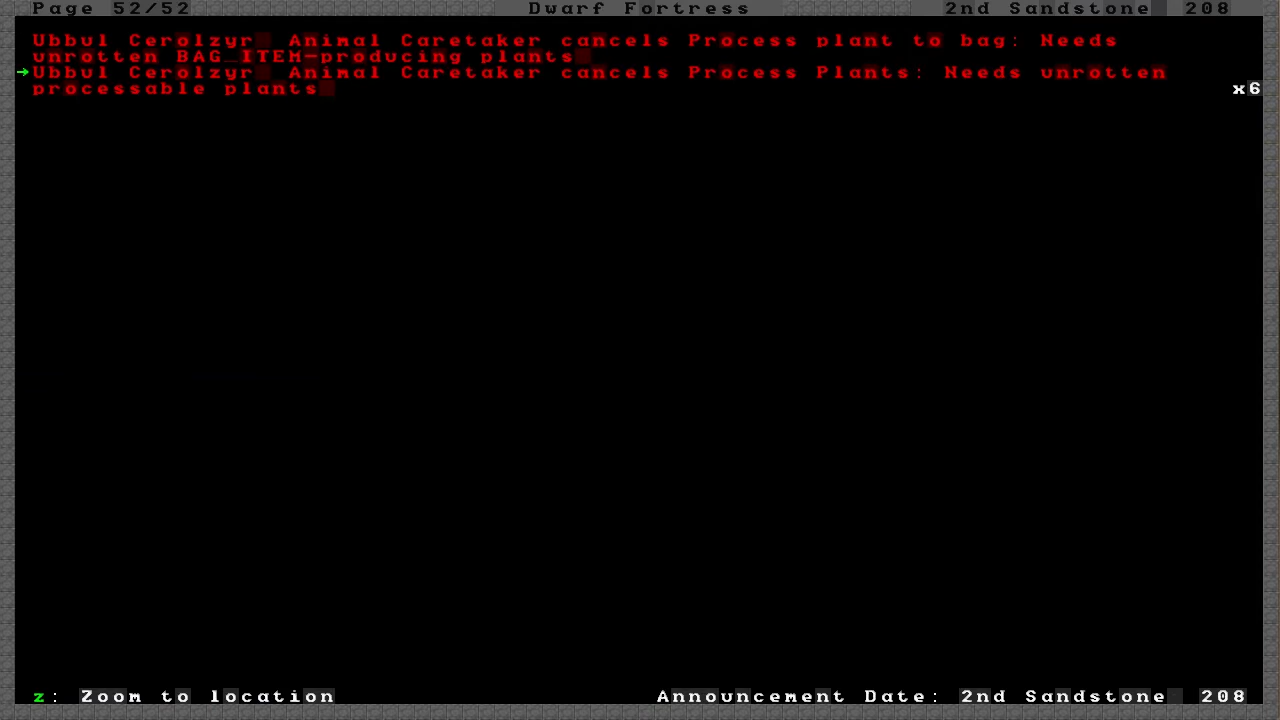 Page 52/52 Dwarf Fortress 2nd Sandstone 208
Ubbul Cerolzyr Animal Caretaker cancels Process plant to bag: Needs
unrotten BAG_ITEM-producing plants
Ubbul Cerolzyr Animal Caretaker cancels Process Plants: Needs unrotten
processable plants x6
z: Zoom to location Announcement Date: 2nd Sandstone 208